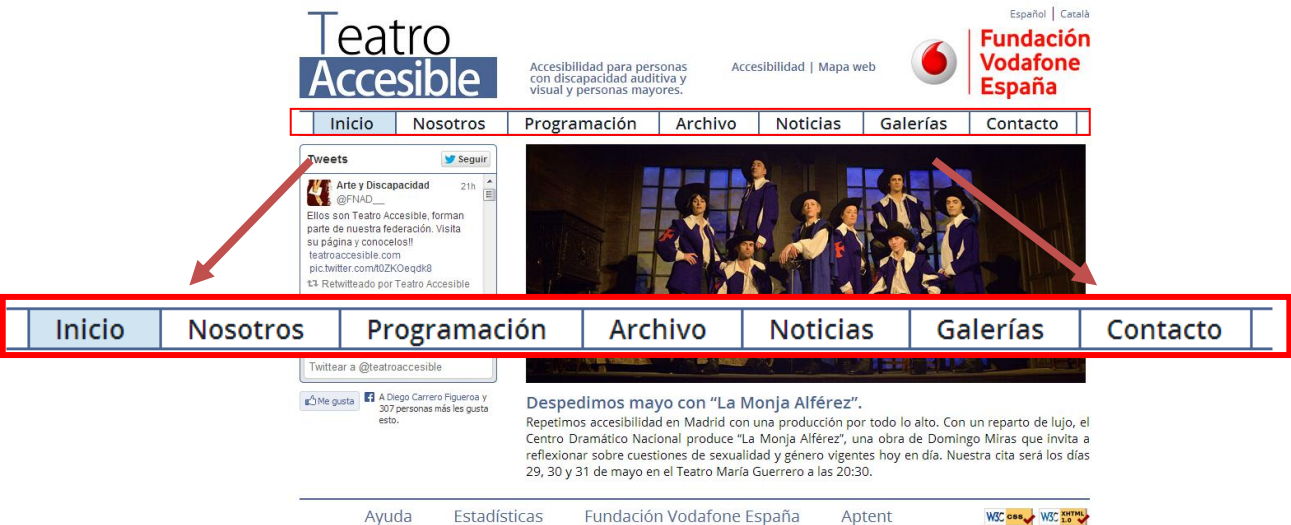 Español | Català
Teatro
Accesible
Accesibilidad para personas
con discapacidad auditiva y
visual y personas mayores.
Accesibilidad | Mapa web
Fundación
Vodafone
España
Inicio Nosotros Programación Archivo Noticias Galerías Contacto
Tweets
Seguir
Arte y Discapacidad 21h
@FNAD__
Ellos son Teatro Accesible, forman
parte de nuestra federación. Visita
su página y conocelos!!
teatroaccesible.com
pic.twitter.com/t0ZKOeqdk8
Retwitteado por Teatro Accesible
Inicio Nosotros Programación Archivo Noticias Galerías Contacto
Twittear a @teatroaccesible
Me gusta
A Diego Carrero Figueroa y
307 personas más les gusta
esto.
Despedimos mayo con “La Monja Alférez”.
Repetimos accesibilidad en Madrid con una producción por todo lo alto. Con un reparto de lujo, el
Centro Dramático Nacional produce “La Monja Alférez”, una obra de Domingo Miras que invita a
reflexionar sobre cuestiones de sexualidad y género vigentes hoy en día. Nuestra cita será los días
29, 30 y 31 de mayo en el Teatro María Guerrero a las 20:30.
Ayuda Estadísticas Fundación Vodafone España Aptent
W3C css W3C XHTML 1.0